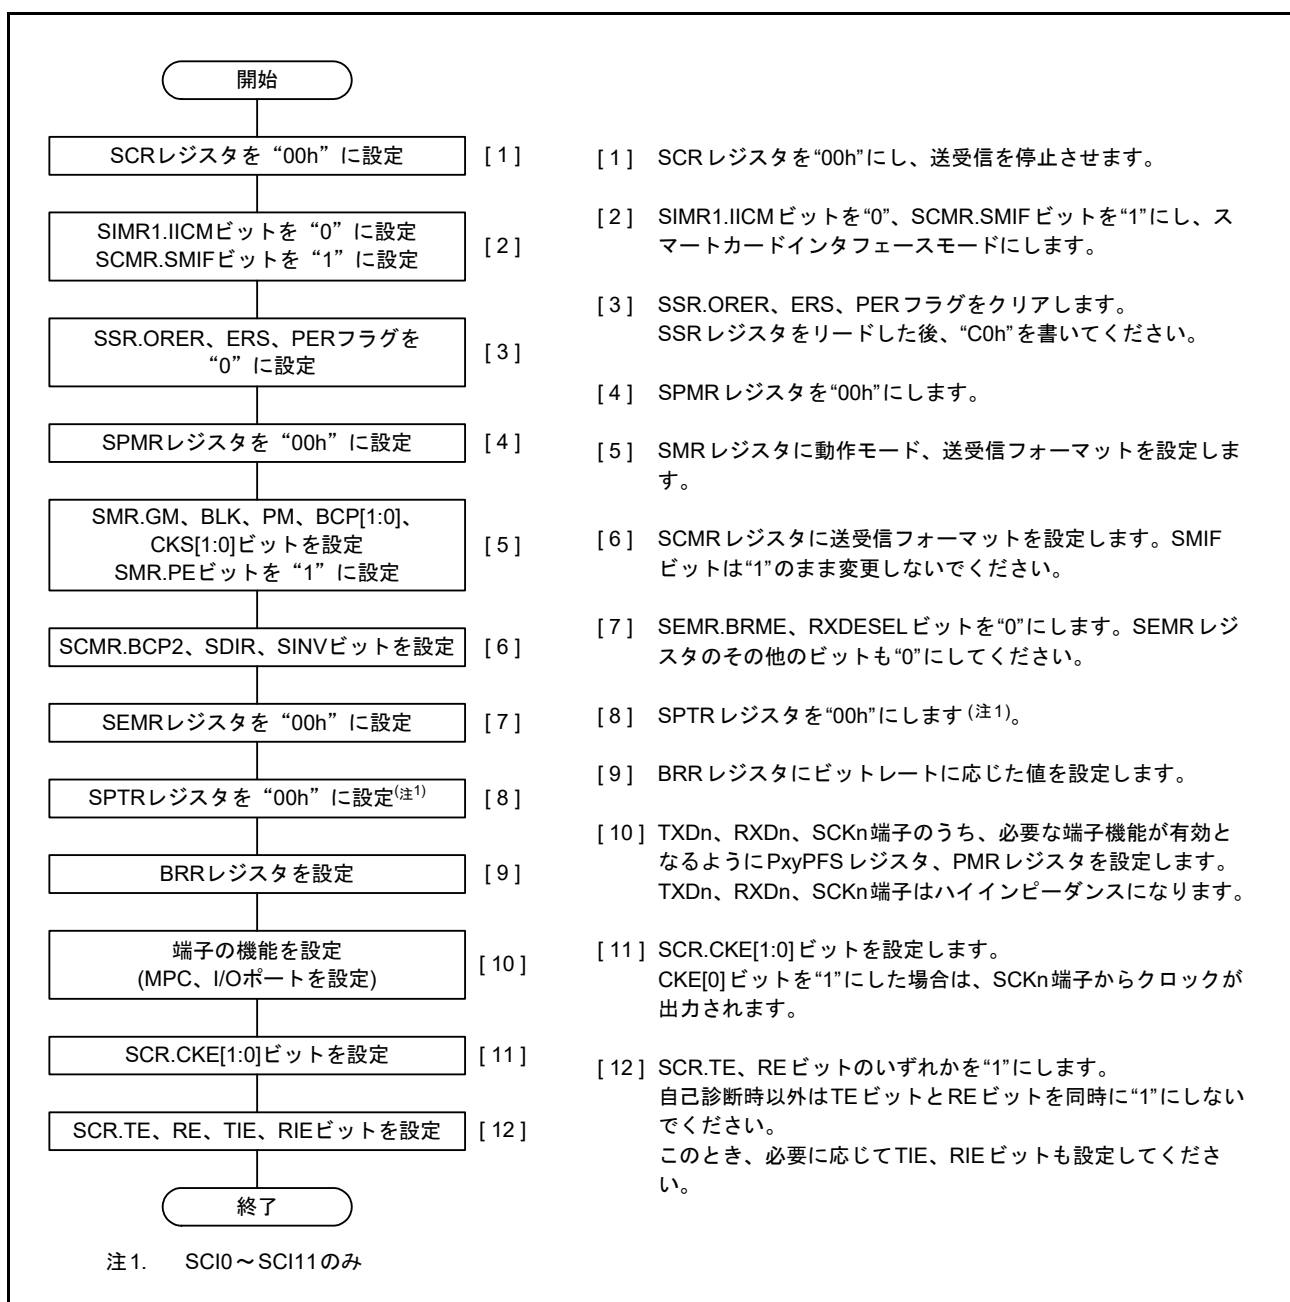 開始
SCRレジスタを“00h”に設定
[ 1 ]
SIMR1.IICMビットを“0”に設定
SCMR.SMIFビットを“1”に設定
[ 2 ]
SSR.ORER、ERS、PERフラグを
“0”に設定
[ 3 ]
SPMRレジスタを“00h”に設定
[ 4 ]
SMR.GM、BLK、PM、BCP[1:0]、
CKS[1:0]ビットを設定
SMR.PEビットを“1”に設定
[ 5 ]
SCMR.BCP2、SDIR、SINVビットを設定
[ 6 ]
SEMRレジスタを“00h”に設定
[ 7 ]
SPTRレジスタを“00h”に設定(注1)
[ 8 ]
BRRレジスタを設定
[ 9 ]
端子の機能を設定
(MPC、I/Oポートを設定)
[ 10 ]
SCR.CKE[1:0]ビットを設定
[ 11 ]
SCR.TE、RE、TIE、RIEビットを設定
[ 12 ]
終了
[ 1 ] SCRレジスタを“00h”にし、送受信を停止させます。
[ 2 ] SIMR1.IICMビットを“0”、SCMR.SMIFビットを“1”にし、ス
マートカードインタフェースモードにします。
[ 3 ] SSR.ORER、ERS、PERフラグをクリアします。
SSRレジスタをリードした後、“C0h”を書いてください。
[ 4 ] SPMRレジスタを“00h”にします。
[ 5 ] SMRレジスタに動作モード、送受信フォーマットを設定しま
す。
[ 6 ] SCMRレジスタに送受信フォーマットを設定します。SMIF
ビットは“1”のまま変更しないでください。
[ 7 ] SEMR.BRME、RXDESELビットを“0”にします。SEMRレジ
スタのその他のビットも“0”にしてください。
[ 8 ] SPTRレジスタを“00h”にします(注1)。
[ 9 ] BRRレジスタにビットレートに応じた値を設定します。
[ 10 ] TXDn、RXDn、SCKn端子のうち、必要な端子機能が有効と
なるようにPxyPFSレジスタ、PMRレジスタを設定します。
TXDn、RXDn、SCKn端子はハイインピーダンスになります。
[ 11 ] SCR.CKE[1:0]ビットを設定します。
CKE[0]ビットを“1”にした場合は、SCKn端子からクロックが
出力されます。
[ 12 ] SCR.TE、REビットのいずれかを“1”にします。
自己診断時以外はTEビットとREビットを同時に“1”にしない
でください。
このとき、必要に応じてTIE、RIEビットも設定してくださ
い。
注1. SCI0～SCI11のみ